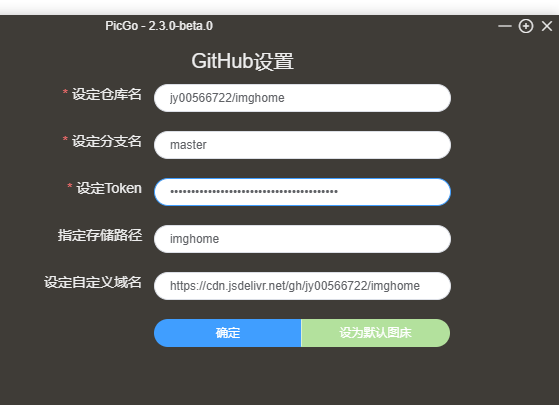 PicGo - 2.3.0-beta.0
GitHub设置
* 设定仓库名 jy00566722/imghome
* 设定分支名 master
* 设定Token ••••••••••••••••••••••••••••••••••••••••
指定存储路径 imghome
设定自定义域名 https://cdn.jsdelivr.net/gh/jy00566722/imghome
确定 设为默认图床